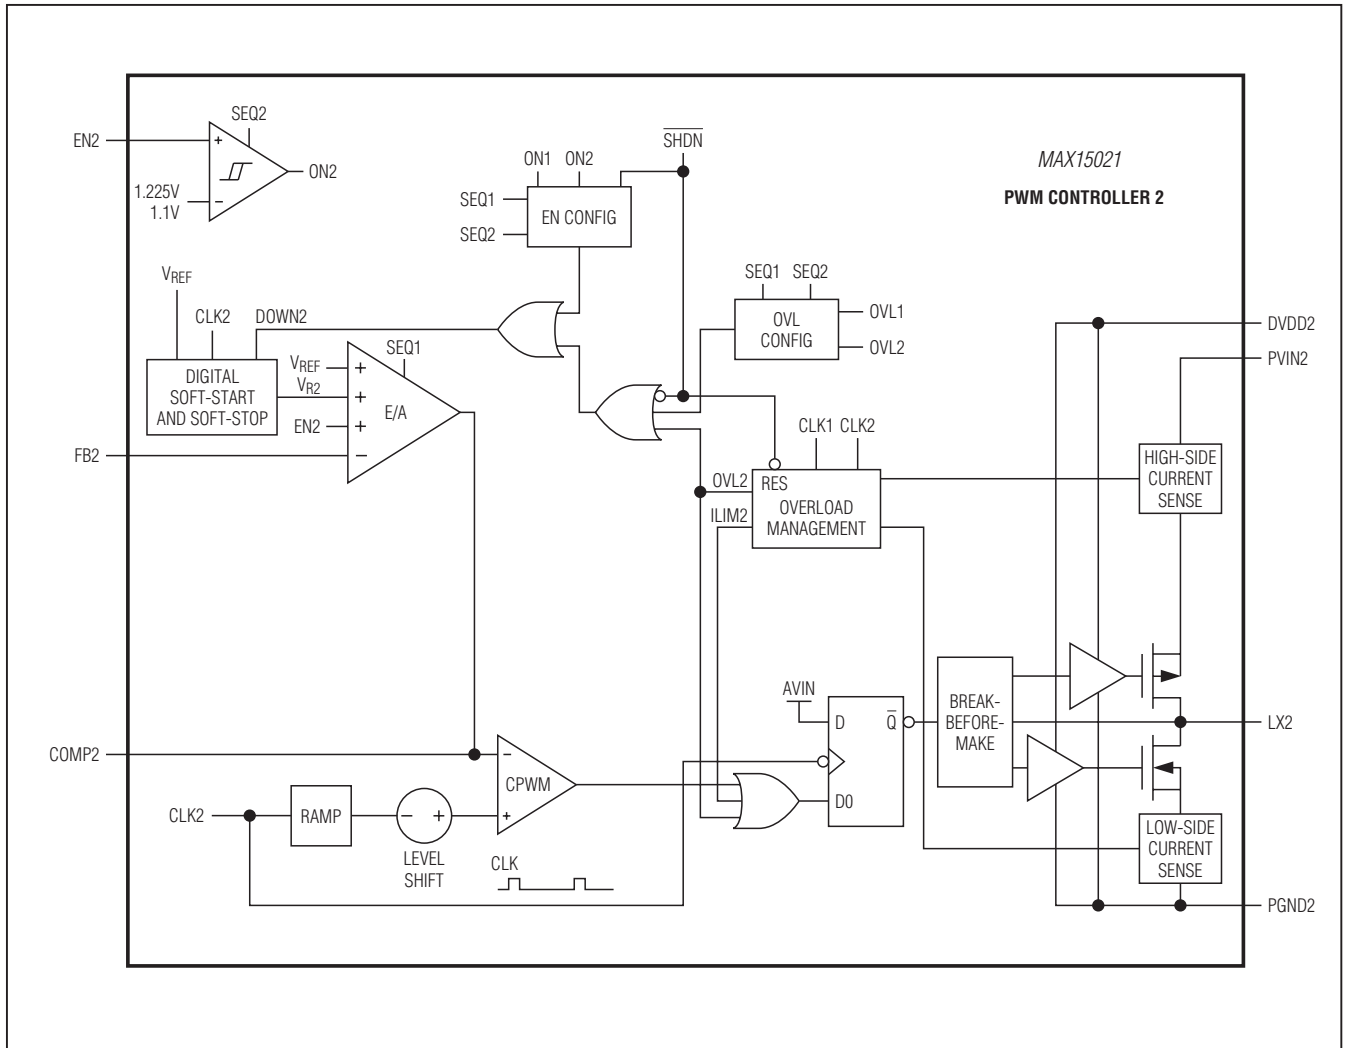 EN2
SEQ2
+
ON2
1.225V
1.1V
−
SHDN
ON1 ON2
SEQ1
SEQ2
EN CONFIG
MAX15021
PWM CONTROLLER 2
VREF
CLK2
DOWN2
DIGITAL
SOFT-START
AND SOFT-STOP
SEQ1
VREF
+
VR2
+
E/A
EN2
+
FB2
−
SEQ1 SEQ2
OVL
CONFIG
OVL1
OVL2
DVDD2
PVIN2
CLK1 CLK2
OVL2
RES
ILIM2
OVERLOAD
MANAGEMENT
HIGH-SIDE
CURRENT
SENSE
AVIN
D
Q
D0
BREAK-
BEFORE-
MAKE
LX2
COMP2
−
CPWM
+
CLK2
RAMP
− +
LEVEL
SHIFT
CLK
LOW-SIDE
CURRENT
SENSE
PGND2